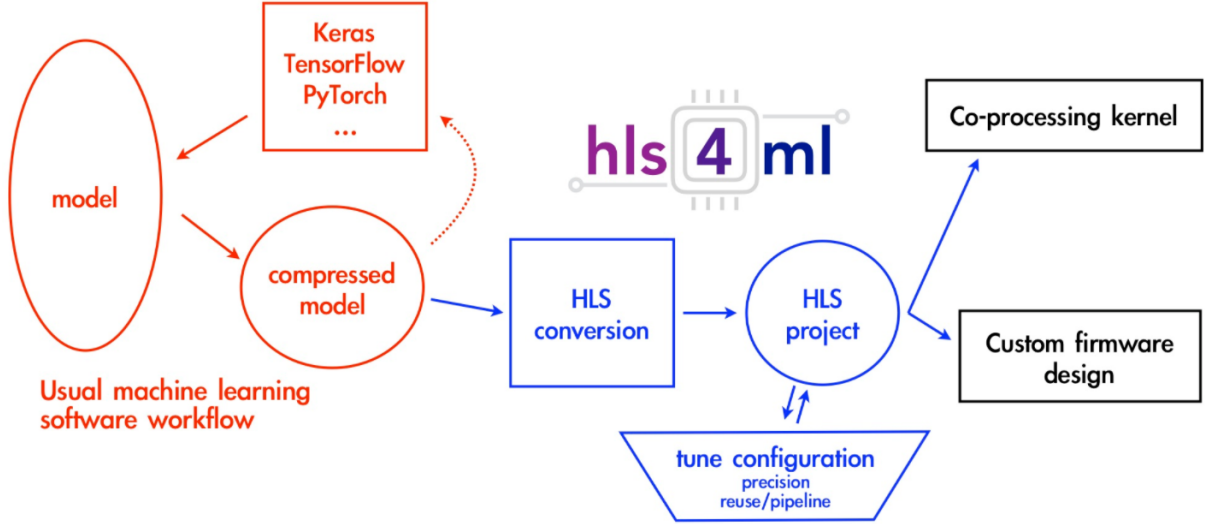 Keras
TensorFlow
PyTorch
...
model
compressed
model
Usual machine learning
software workflow
hls 4 ml
HLS
conversion
HLS
project
tune configuration
precision
reuse/pipeline
Co-processing kernel
Custom firmware
design